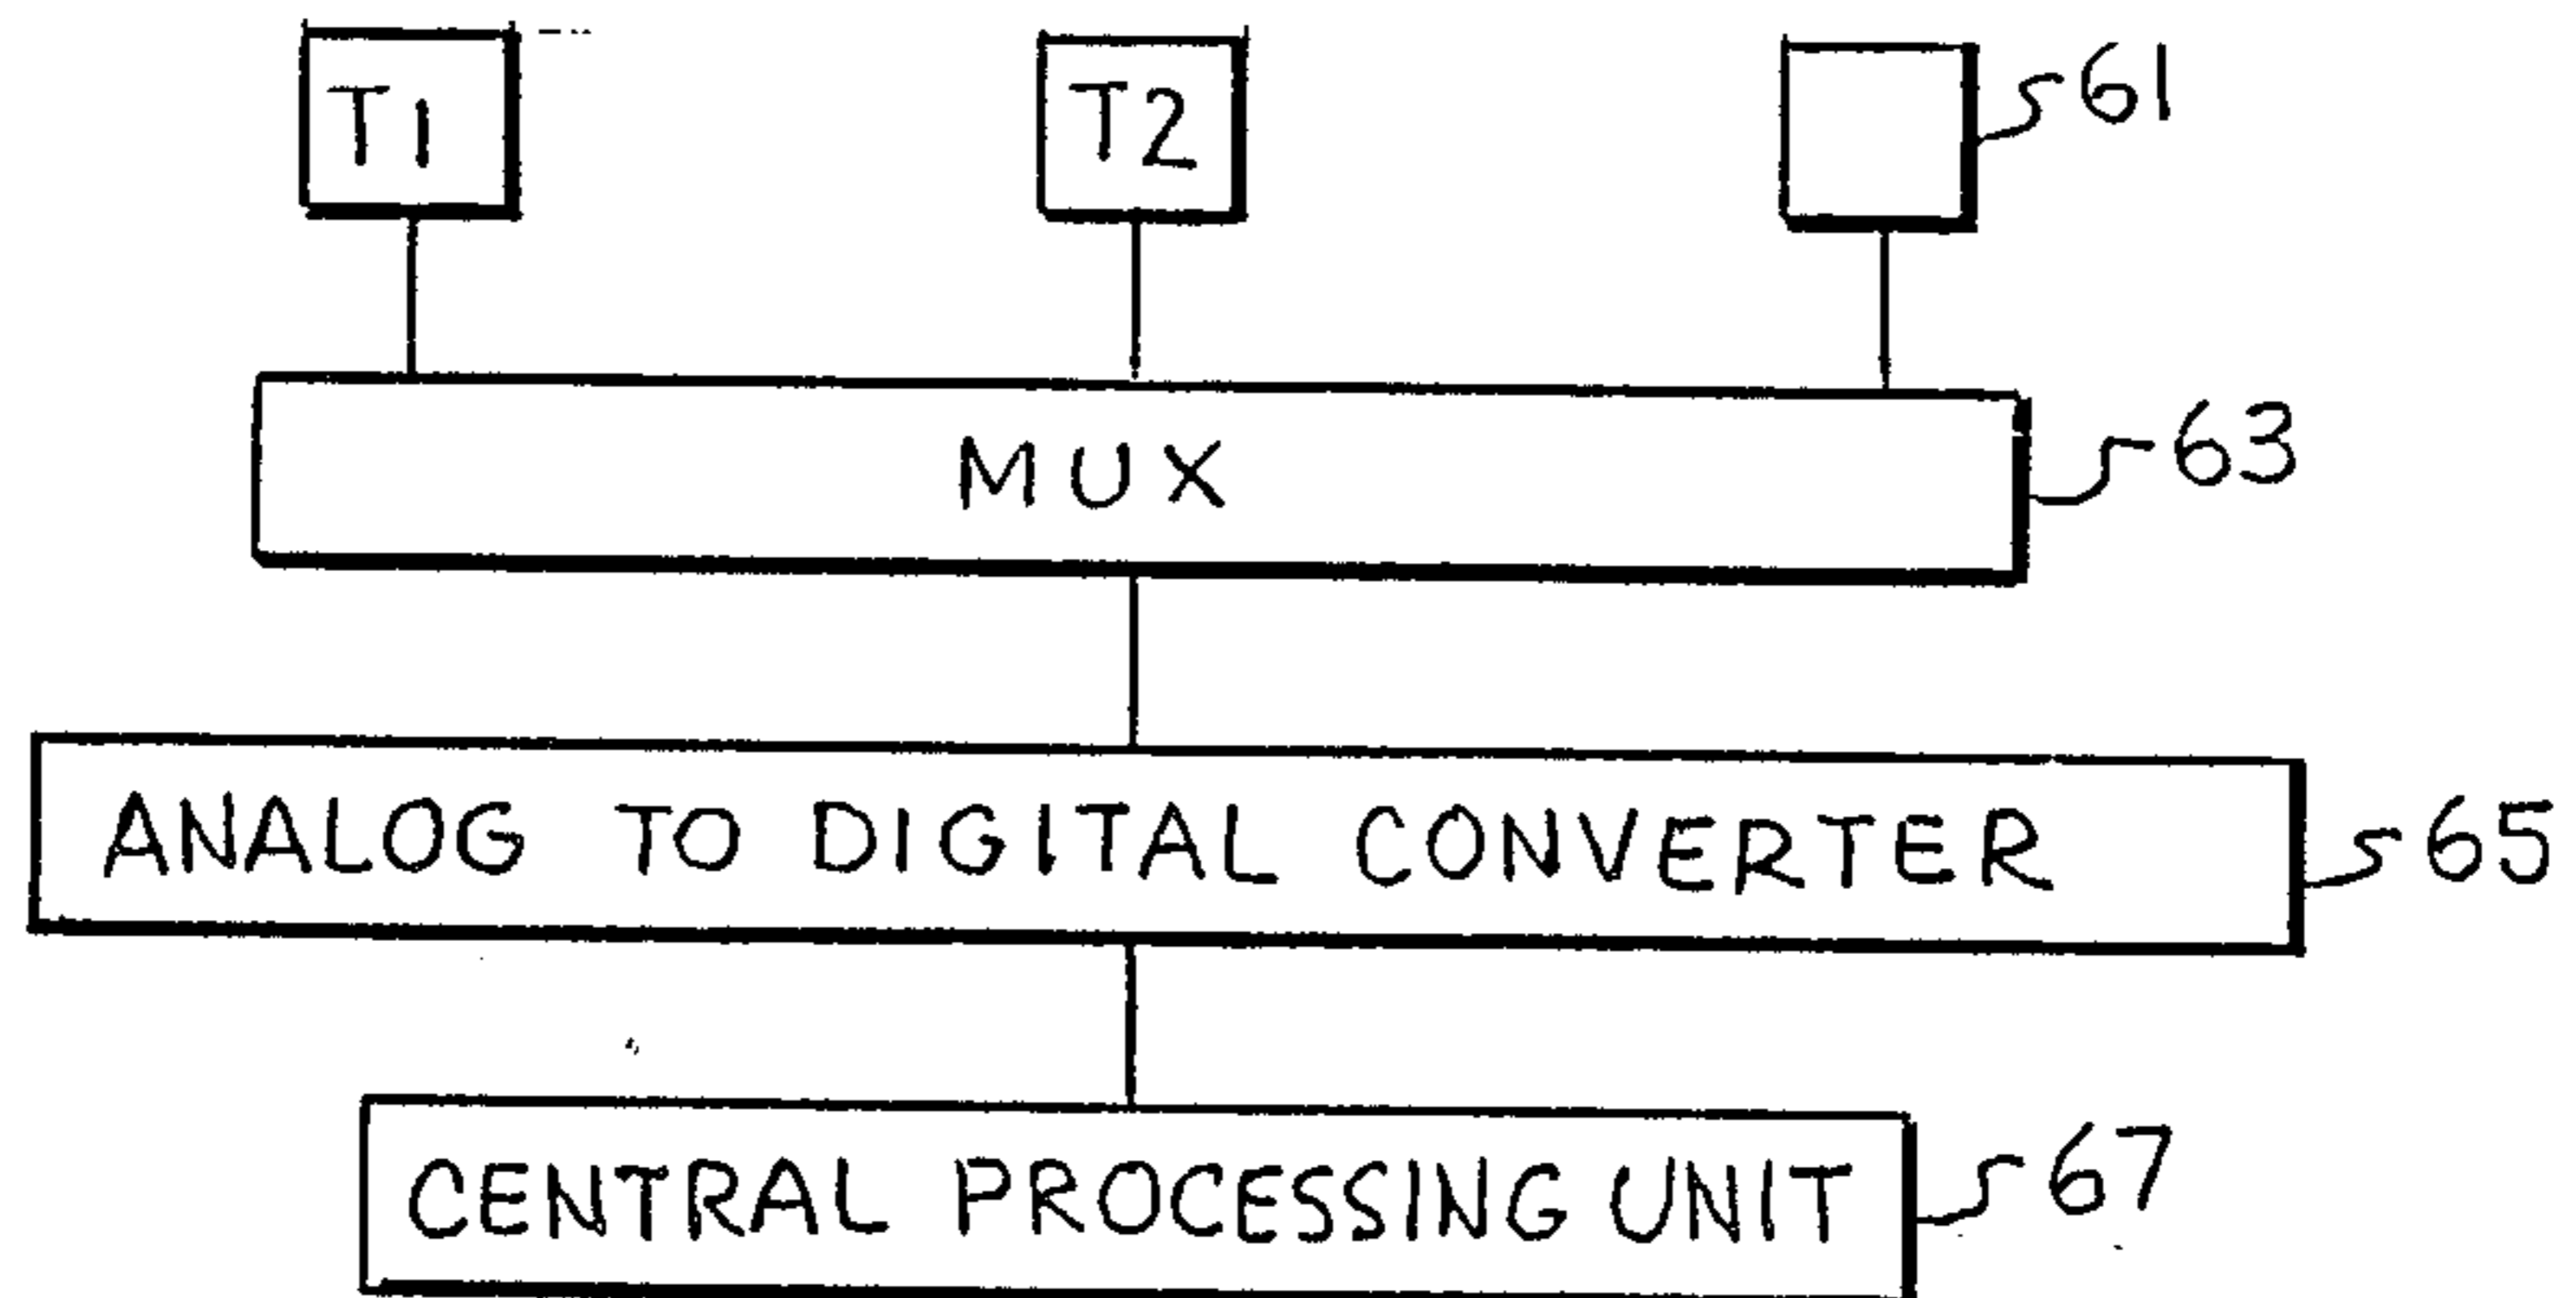 T1
T2
61
MUX
63
ANALOG TO DIGITAL CONVERTER
65
CENTRAL PROCESSING UNIT
67